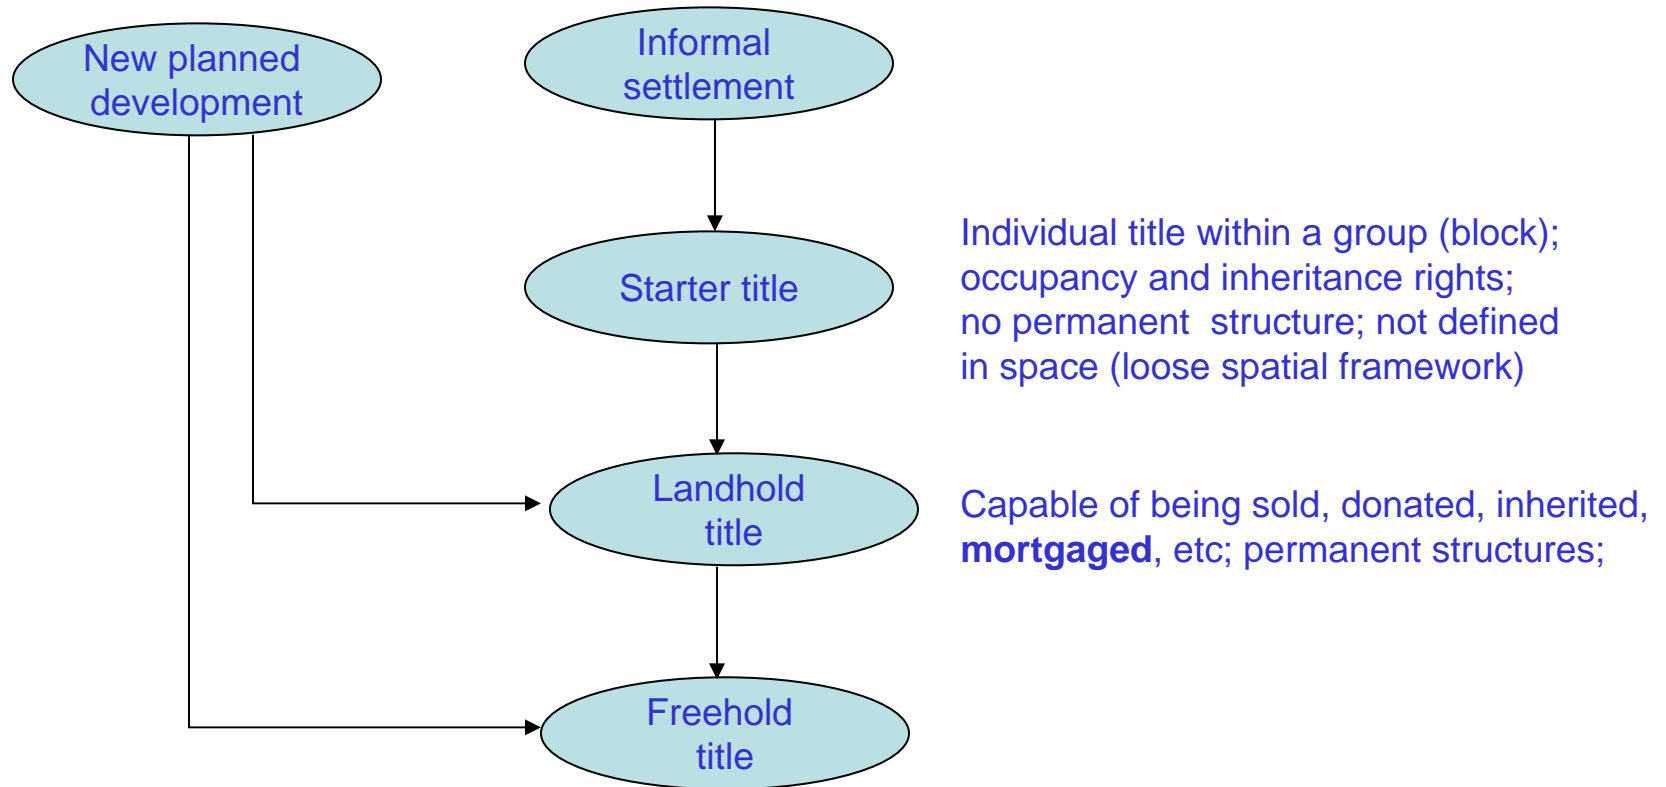 New planned
development
Informal
settlement
Starter title
Individual title within a group (block);
occupancy and inheritance rights;
no permanent structure; not defined
in space (loose spatial framework)
Landhold
title
Capable of being sold, donated, inherited,
mortgaged, etc; permanent structures;
Freehold
title